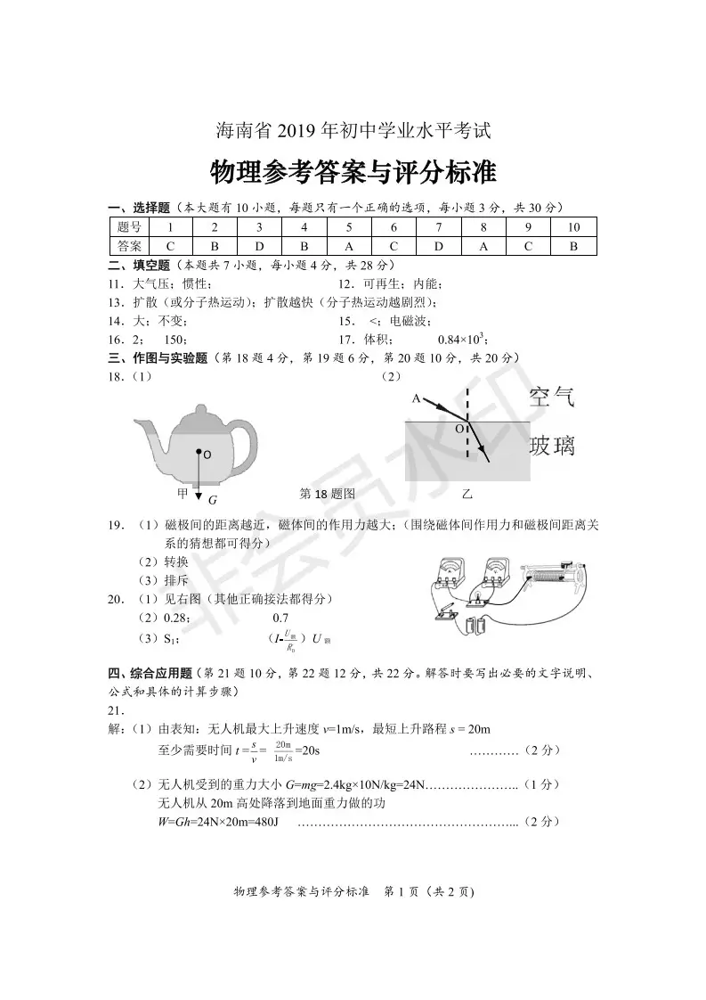 海南省 2019 年初中学业水平考试
物理参考答案与评分标准
一、选择题（本大题有 10 小题，每题只有一个正确的选项，每小题 3 分，共 30 分）
题号 1 2 3 4 5 6 7 8 9 10
答案 C B D B A C D A C B
二、填空题（本题共 7 小题，每小题 4 分，共 28 分）
11．大气压；惯性； 12．可再生；内能；
13．扩散（或分子热运动）；扩散越快（分子热运动越剧烈）；
14．大；不变； 15． <；电磁波；
16．2； 150； 17．体积； 0.84×10³；
三、作图与实验题（第 18 题 4 分，第 19 题 6 分，第 20 题 10 分，共 20 分）
18．（1） （2）
A 空气
O O 玻璃
甲 G 第 18 题图 乙
19．（1）磁极间的距离越近，磁体间的作用力越大；（围绕磁体间作用力和磁极间距离关
系的猜想都可得分）
（2）转换
（3）排斥
20．（1）见右图（其他正确接法都得分）
（2）0.28； 0.7
（3）S₁； （I-U额/R₀）U额
四、综合应用题（第 21 题 10 分，第 22 题 12 分，共 22 分。解答时要写出必要的文字说明、
公式和具体的计算步骤）
21．
解：（1）由表知：无人机最大上升速度 v=1m/s，最短上升路程 s = 20m
至少需要时间 t = s/v = 20m/1m/s =20s …………（2 分）
（2）无人机受到的重力大小 G=mg=2.4kg×10N/kg=24N…………………..（1 分）
无人机从 20m 高处降落到地面重力做的功
W=Gh=24N×20m=480J ……………………………………………...（2 分）
物理参考答案与评分标准 第 1 页（共 2 页)
非会员水印